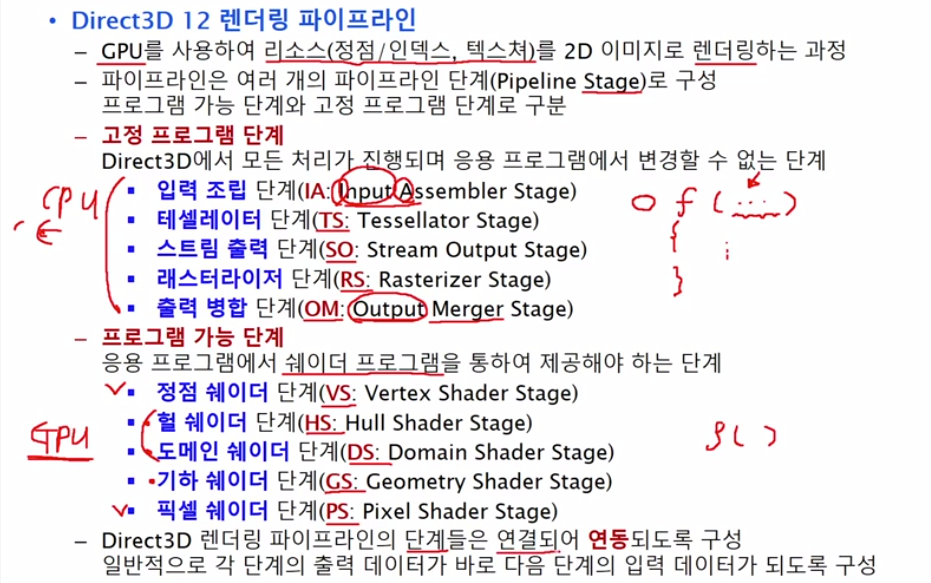 • Direct3D 12 렌더링 파이프라인
– GPU를 사용하여 리소스(정점/인덱스, 텍스쳐)를 2D 이미지로 렌더링하는 과정
– 파이프라인은 여러 개의 파이프라인 단계(Pipeline Stage)로 구성
프로그램 가능 단계와 고정 프로그램 단계로 구분
– 고정 프로그램 단계
Direct3D에서 모든 처리가 진행되며 응용 프로그램에서 변경할 수 없는 단계
▪ 입력 조립 단계(IA: Input Assembler Stage)
▪ 테셀레이터 단계(TS: Tessellator Stage)
▪ 스트림 출력 단계(SO: Stream Output Stage)
▪ 래스터라이저 단계(RS: Rasterizer Stage)
▪ 출력 병합 단계(OM: Output Merger Stage)
CPU
O f ( ... )
{
⋮
}
– 프로그램 가능 단계
응용 프로그램에서 쉐이더 프로그램을 통하여 제공해야 하는 단계
▪ 정점 쉐이더 단계(VS: Vertex Shader Stage)
▪ 헐 쉐이더 단계(HS: Hull Shader Stage)
▪ 도메인 쉐이더 단계(DS: Domain Shader Stage)
▪ 기하 쉐이더 단계(GS: Geometry Shader Stage)
▪ 픽셀 쉐이더 단계(PS: Pixel Shader Stage)
GPU
– Direct3D 렌더링 파이프라인의 단계들은 연결되어 연동되도록 구성
일반적으로 각 단계의 출력 데이터가 바로 다음 단계의 입력 데이터가 되도록 구성